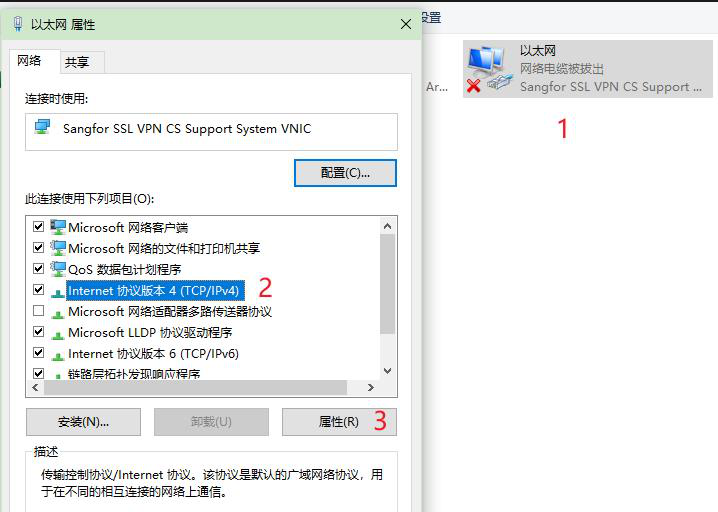 以太网 属性
网络
共享
连接时使用:
Sangfor SSL VPN CS Support System VNIC
配置(C)...
此连接使用下列项目(O):
Microsoft 网络客户端
Microsoft 网络的文件和打印机共享
QoS 数据包计划程序
Internet 协议版本 4 (TCP/IPv4)
2
Microsoft 网络适配器多路传送器协议
Microsoft LLDP 协议驱动程序
Internet 协议版本 6 (TCP/IPv6)
链路层拓扑发现响应程序
安装(N)...
卸载(U)
属性(R)
3
描述
传输控制协议/Internet 协议。该协议是默认的广域网络协议，用
于在不同的相互连接的网络上通信。
设置
Ar...
以太网
网络电缆被拔出
Sangfor SSL VPN CS Support ...
1